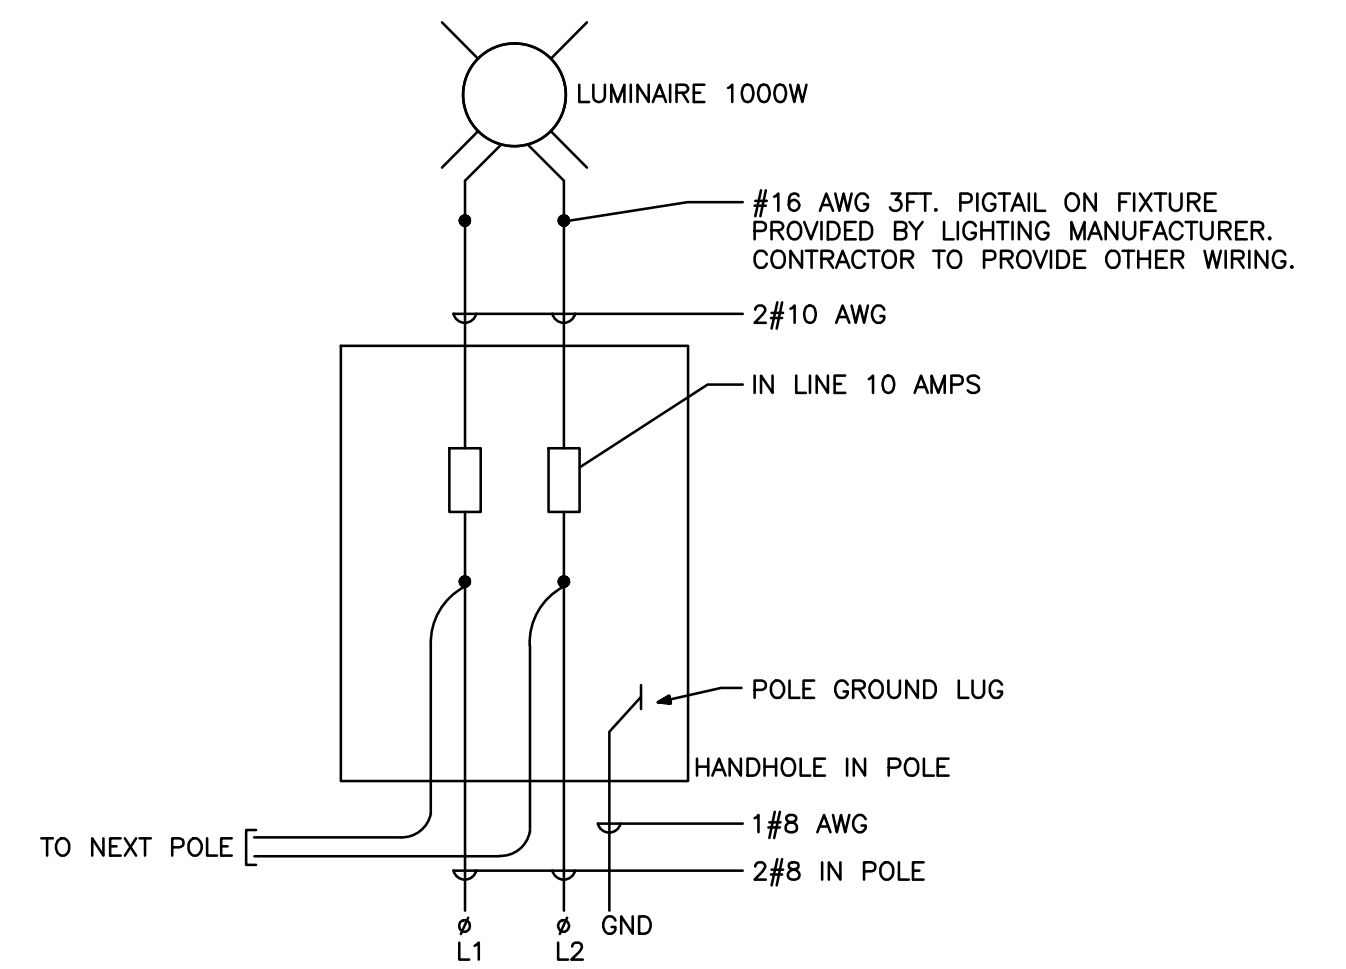 LUMINAIRE 1000W
#16 AWG 3FT. PIGTAIL ON FIXTURE
PROVIDED BY LIGHTING MANUFACTURER.
CONTRACTOR TO PROVIDE OTHER WIRING.
2#10 AWG
IN LINE 10 AMPS
POLE GROUND LUG
HANDHOLE IN POLE
1#8 AWG
TO NEXT POLE
2#8 IN POLE
ø ø GND
L1 L2